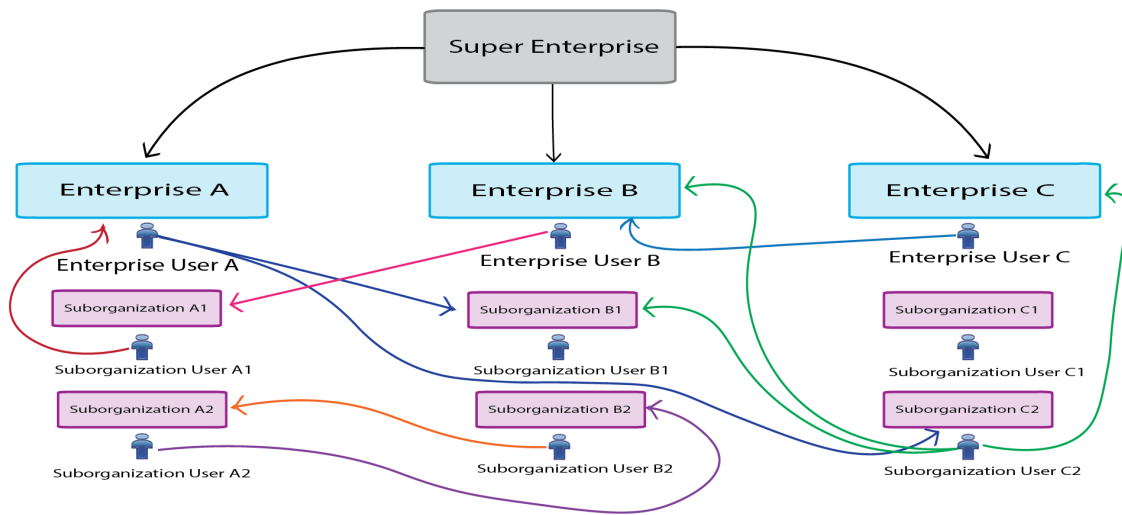 Super Enterprise
Enterprise A
Enterprise B
Enterprise C
Enterprise User A
Enterprise User B
Enterprise User C
Suborganization A1
Suborganization B1
Suborganization C1
Suborganization User A1
Suborganization User B1
Suborganization User C1
Suborganization A2
Suborganization B2
Suborganization C2
Suborganization User A2
Suborganization User B2
Suborganization User C2